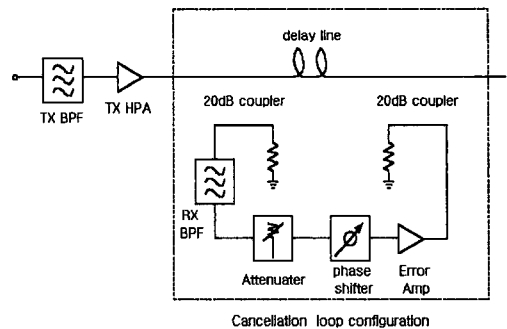 delay line
TX BPF
TX HPA
20dB coupler
20dB coupler
RX
BPF
Attenuater
phase
shifter
Error
Amp
Cancellation loop configuration